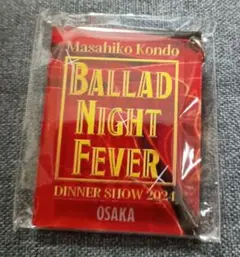 Masahiko Kondo
BALLAD
NIGHT
FEVER
DINNER SHOW 2024
OSAKA